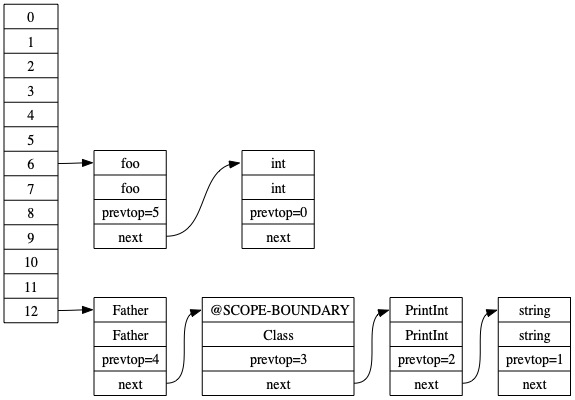 0
1
2
3
4
5
6
7
8
9
10
11
12
foo
foo
prevtop=5
next
int
int
prevtop=0
next
Father
Father
prevtop=4
next
@SCOPE-BOUNDARY
Class
prevtop=3
next
PrintInt
PrintInt
prevtop=2
next
string
string
prevtop=1
next